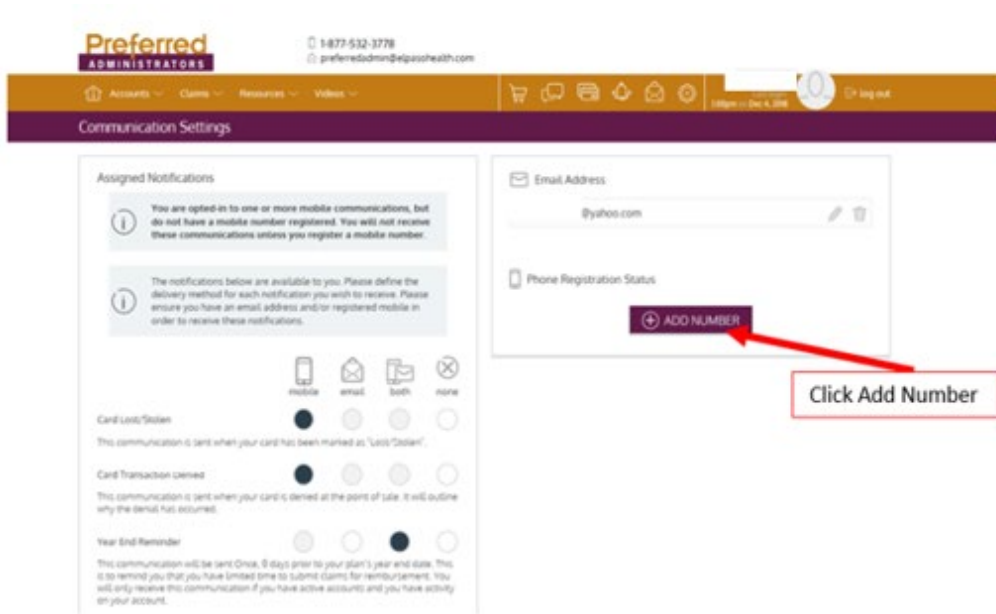 Preferred
ADMINISTRATORS
1-877-532-3778
preferredadmin@elpasohealth.com
Accounts Claims Resources Videos
log out
Communication Settings
Assigned Notifications
You are opted-in to one or more mobile communications, but
do not have a mobile number registered. You will not receive
these communications unless you register a mobile number.
The notifications below are available to you. Please define the
delivery method for each notification you wish to receive. Please
ensure you have an email address and/or registered mobile in
order to receive these notifications.
mobile email both none
Card Lost/Stolen
This communication is sent when your card has been marked as "Lost/Stolen".
Card Transaction Denied
This communication is sent when your card is denied at the point of sale. It will outline
why the denial has occurred.
Year End Reminder
This communication will be sent Once, 0 days prior to your plan's year end date. This
is to remind you that you have limited time to submit claims for reimbursement. You
will only receive this communication if you have active accounts and you have activity
on your account.
Email Address
@yahoo.com
Phone Registration Status
ADD NUMBER
Click Add Number